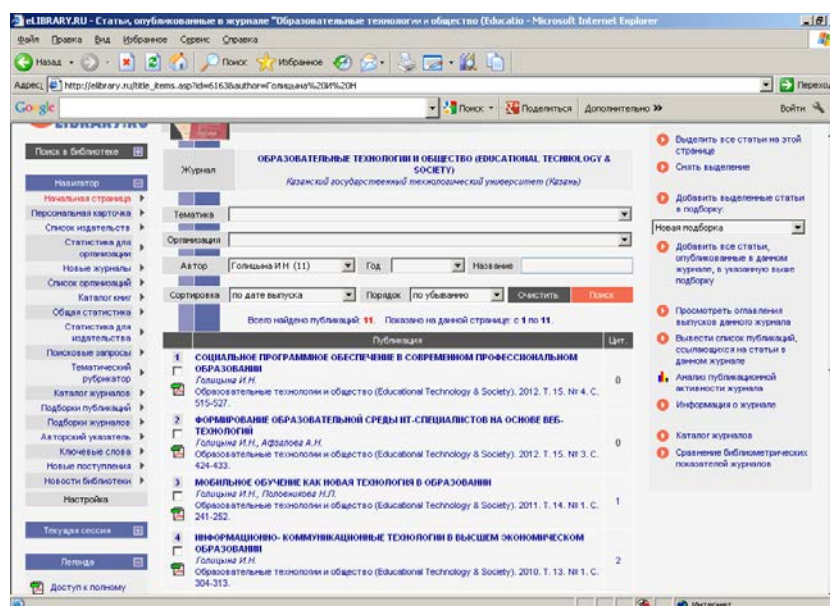 eLIBRARY.RU - Статьи, опубликованные в журнале "Образовательные технологии и общество (Educatio - Microsoft Internet Explorer
Файл Правка Вид Избранное Сервис Справка
Назад Поиск Избранное
Адрес: http://elibrary.ru/title_items.asp?id=6163&author=Голицына%20И%20Н Переход
Google Поиск Поделиться Дополнительно Войти
ELIBRARY.RU
Поиск в библиотеке
Навигатор
Начальная страница
Персональная карточка
Список издательств
Статистика для
организации
Новые журналы
Список организаций
Каталог книг
Общая статистика
Статистика для
издательства
Поисковые запросы
Тематический
рубрикатор
Каталог журналов
Подборки публикаций
Подборки журналов
Авторский указатель
Ключевые слова
Новые поступления
Новости библиотеки
Настройка
Текущая сессия
Легенда
Доступ к полному
Журнал
ОБРАЗОВАТЕЛЬНЫЕ ТЕХНОЛОГИИ И ОБЩЕСТВО (EDUCATIONAL TECHNOLOGY &
SOCIETY)
Казанский государственный технологический университет (Казань)
Тематика
Организация
Автор Голицына И Н (11) Год Название
Сортировка по дате выпуска Порядок по убыванию Очистить Поиск
Всего найдено публикаций: 11. Показано на данной странице: с 1 по 11.
Публикация Цит.
1 СОЦИАЛЬНОЕ ПРОГРАММНОЕ ОБЕСПЕЧЕНИЕ В СОВРЕМЕННОМ ПРОФЕССИОНАЛЬНОМ
ОБРАЗОВАНИИ
Голицына И.Н.
Образовательные технологии и общество (Educational Technology & Society). 2012. Т. 15. № 4. С.
515-527.
0
2 ФОРМИРОВАНИЕ ОБРАЗОВАТЕЛЬНОЙ СРЕДЫ ИТ-СПЕЦИАЛИСТОВ НА ОСНОВЕ ВЕБ-
ТЕХНОЛОГИЙ
Голицына И.Н., Афзалова А.Н.
Образовательные технологии и общество (Educational Technology & Society). 2012. Т. 15. № 3. С.
424-433.
0
3 МОБИЛЬНОЕ ОБУЧЕНИЕ КАК НОВАЯ ТЕХНОЛОГИЯ В ОБРАЗОВАНИИ
Голицына И.Н., Половникова Н.Л.
Образовательные технологии и общество (Educational Technology & Society). 2011. Т. 14. № 1. С.
241-252.
1
4 ИНФОРМАЦИОННО- КОММУНИКАЦИОННЫЕ ТЕХНОЛОГИИ В ВЫСШЕМ ЭКОНОМИЧЕСКОМ
ОБРАЗОВАНИИ
Голицына И.Н.
Образовательные технологии и общество (Educational Technology & Society). 2010. Т. 13. № 1. С.
304-313.
2
Выделить все статьи на этой
странице
Снять выделение
Добавить выделенные статьи
в подборку:
Новая подборка
Добавить все статьи,
опубликованные в данном
журнале, в указанную выше
подборку
Просмотреть оглавления
выпусков данного журнала
Вывести список публикаций,
ссылающихся на статьи в
данном журнале
Анализ публикационной
активности журнала
Информация о журнале
Каталог журналов
Сравнение библиометрических
показателей журналов
Интернет